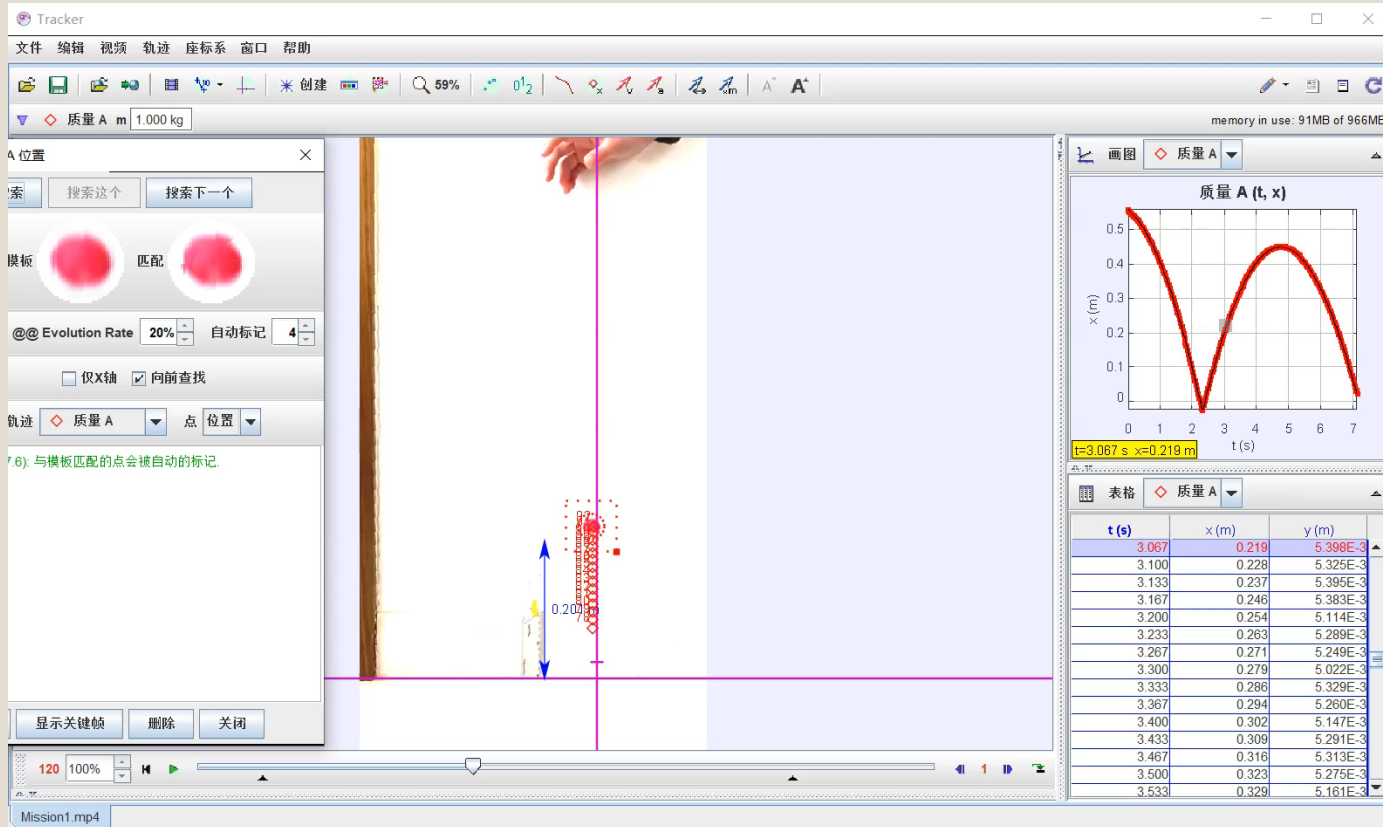 Tracker
文件 编辑 视频 轨迹 座标系 窗口 帮助
创建 59%
质量 A m 1.000 kg
memory in use: 91MB of 966ME
A 位置
索 搜索这个 搜索下一个
模板 匹配
@@ Evolution Rate 20% 自动标记 4
仅X轴 向前查找
轨迹 质量 A 点 位置
7.6): 与模板匹配的点会被自动的标记.
显示关键帧 删除 关闭
画图 质量 A
质量 A (t, x)
x (m)
0.5
0.4
0.3
0.2
0.1
0
0 1 2 3 4 5 6 7
t (s)
t=3.067 s x=0.219 m
表格 质量 A
t (s) x (m) y (m)
3.067 0.219 5.398E-3
3.100 0.228 5.325E-3
3.133 0.237 5.395E-3
3.167 0.246 5.383E-3
3.200 0.254 5.114E-3
3.233 0.263 5.289E-3
3.267 0.271 5.249E-3
3.300 0.279 5.022E-3
3.333 0.286 5.329E-3
3.367 0.294 5.260E-3
3.400 0.302 5.147E-3
3.433 0.309 5.291E-3
3.467 0.316 5.313E-3
3.500 0.323 5.275E-3
3.533 0.329 5.161E-3
120 100% 1
Mission1.mp4